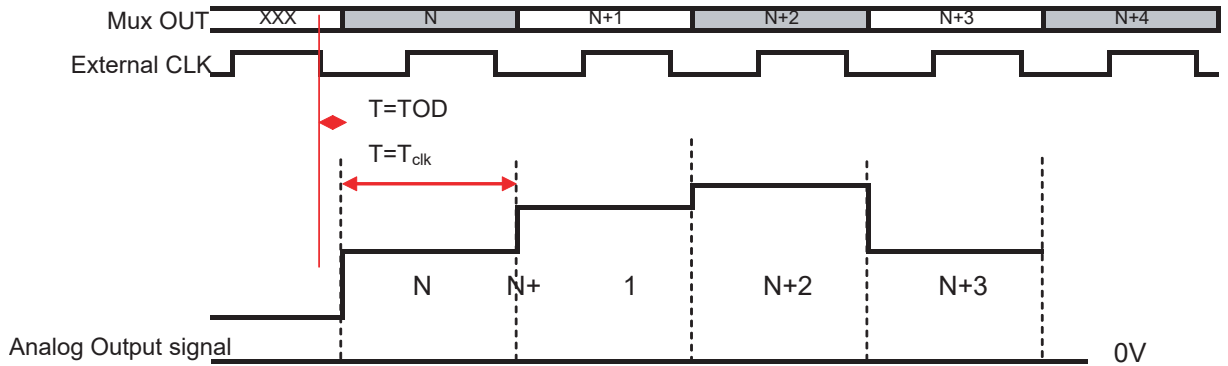 Mux OUT XXX N N+1 N+2 N+3 N+4
External CLK
T=TOD
T=Tclk
N N+ 1 N+2 N+3
Analog Output signal 0V